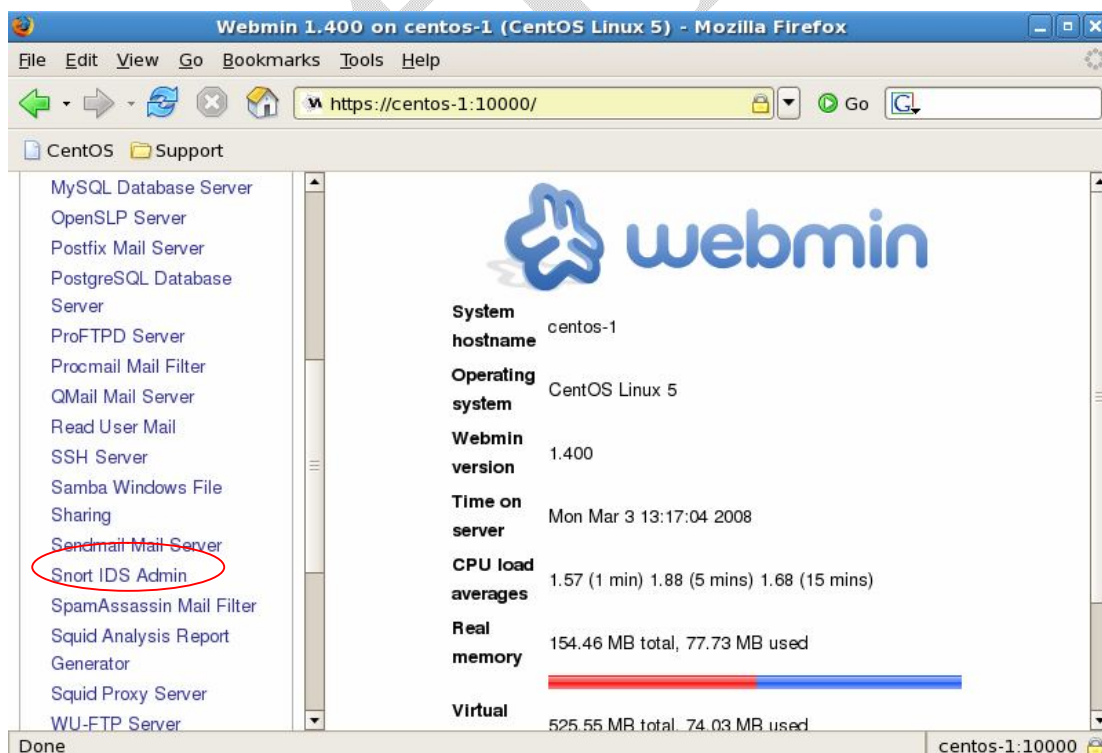 Webmin 1.400 on centos-1 (CentOS Linux 5) - Mozilla Firefox
File Edit View Go Bookmarks Tools Help
https://centos-1:10000/
Go
G
CentOS Support
MySQL Database Server
OpenSLP Server
Postfix Mail Server
PostgreSQL Database
Server
ProFTPD Server
Procmail Mail Filter
QMail Mail Server
Read User Mail
SSH Server
Samba Windows File
Sharing
Sendmail Mail Server
Snort IDS Admin
SpamAssassin Mail Filter
Squid Analysis Report
Generator
Squid Proxy Server
WU-FTP Server
webmin
System
hostname
centos-1
Operating
system
CentOS Linux 5
Webmin
version
1.400
Time on
server
Mon Mar 3 13:17:04 2008
CPU load
averages
1.57 (1 min) 1.88 (5 mins) 1.68 (15 mins)
Real
memory
154.46 MB total, 77.73 MB used
Virtual
525.55 MB total, 74.03 MB used
Done
centos-1:10000